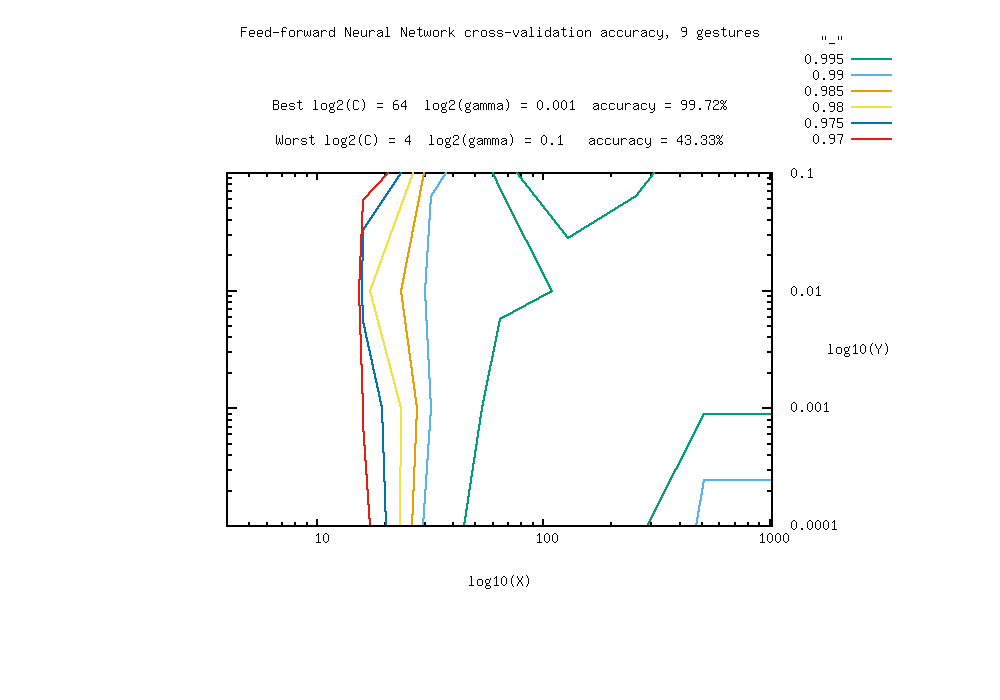 Feed-forward Neural Network cross-validation accuracy, 9 gestures
"_"
0.995
0.99
0.985
0.98
0.975
0.97
Best log2(C) = 64  log2(gamma) = 0.001  accuracy = 99.72%
Worst log2(C) = 4  log2(gamma) = 0.1   accuracy = 43.33%
0.1
0.01
log10(Y)
0.001
0.0001
10
100
1000
log10(X)